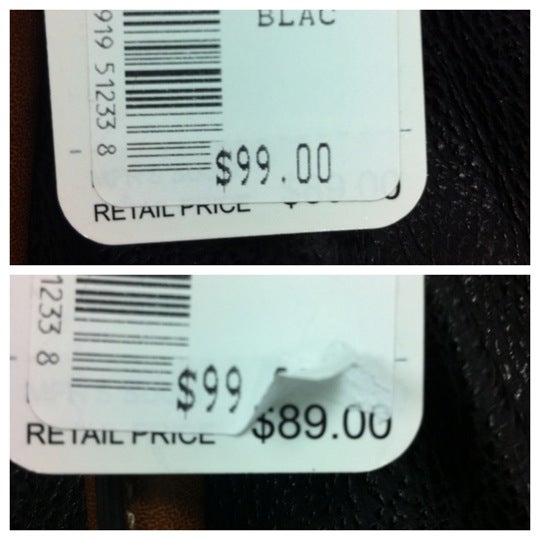 919 51233 8
BLAC
$99.00
RETAIL PRICE
1233 8
$99
RETAIL PRICE $89.00